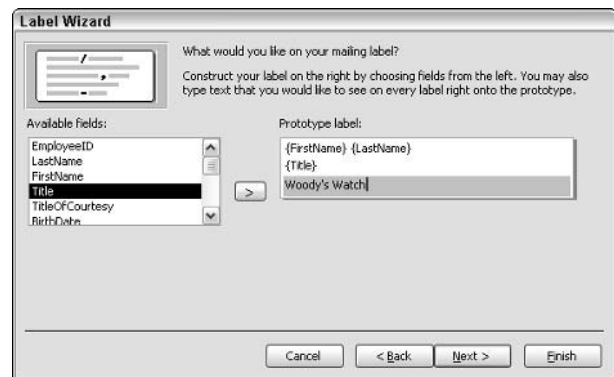 Label Wizard
What would you like on your mailing label?
Construct your label on the right by choosing fields from the left. You may also
type text that you would like to see on every label right onto the prototype.
Available fields:
EmployeeID
LastName
FirstName
Title
TitleOfCourtesy
BirthDate
>
Prototype label:
{FirstName} {LastName}
{Title}
Woody's Watch
Cancel
< Back
Next >
Finish